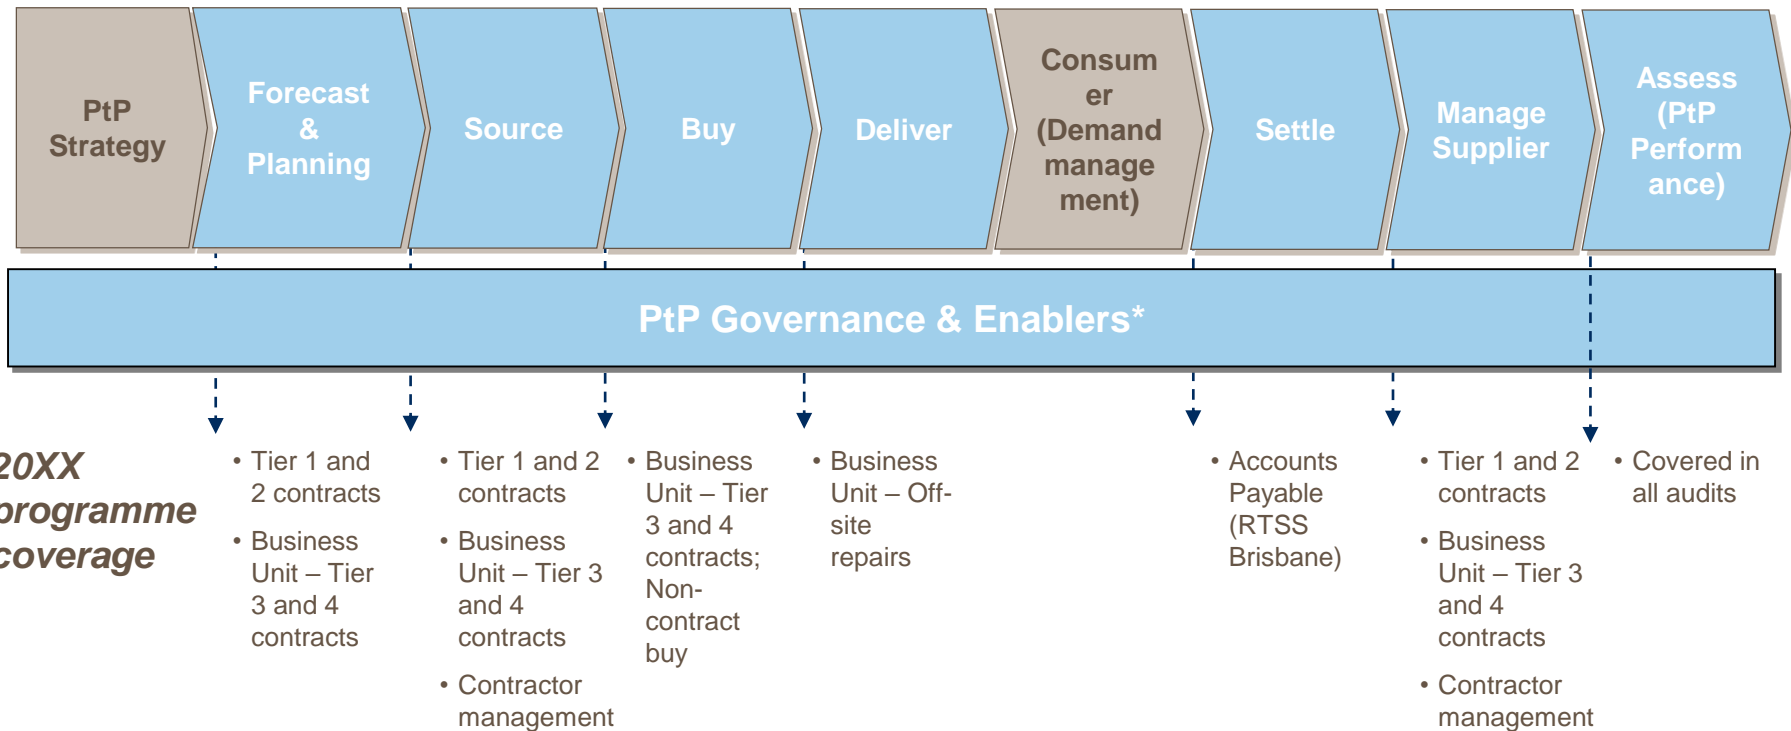 PtP
Strategy
Forecast
&
Planning
Source
Buy
Deliver
Consum
er
(Demand
manage
ment)
Settle
Manage
Supplier
Assess
(PtP
Perform
ance)
PtP Governance & Enablers*
20XX
programme
coverage
• Tier 1 and
2 contracts
• Business
Unit – Tier
3 and 4
contracts
• Tier 1 and 2
contracts
• Business
Unit – Tier 3
and 4
contracts
• Contractor
management
• Business
Unit – Tier
3 and 4
contracts;
Non-
contract
buy
• Business
Unit – Off-
site
repairs
• Accounts
Payable
(RTSS
Brisbane)
• Tier 1 and 2
contracts
• Business
Unit – Tier 3
and 4
contracts
• Contractor
management
• Covered in
all audits